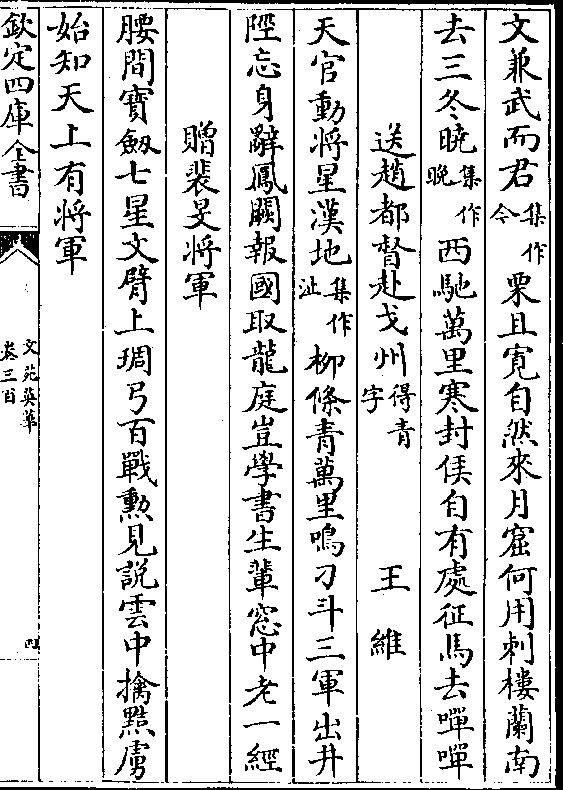 文兼武而君集作令栗且寛自然來月窟何用刺樓蘭南
去三冬曉集作晚西馳萬里寒封侯自有處征馬去嘽嘽
送趙都督赴戈州得青字 王維
天官動將星漢地集作沚柳條青萬里鳴刁斗三軍出井
陘忘身辭鳳闕報國取龍庭豈學書生輩窓中老一經
贈裴旻將軍
腰間寶劔七星文臂上琱弓百戰勲見說雲中擒黠虜
始知天上有將軍
欽定四庫全書
文苑英華
卷三百
四